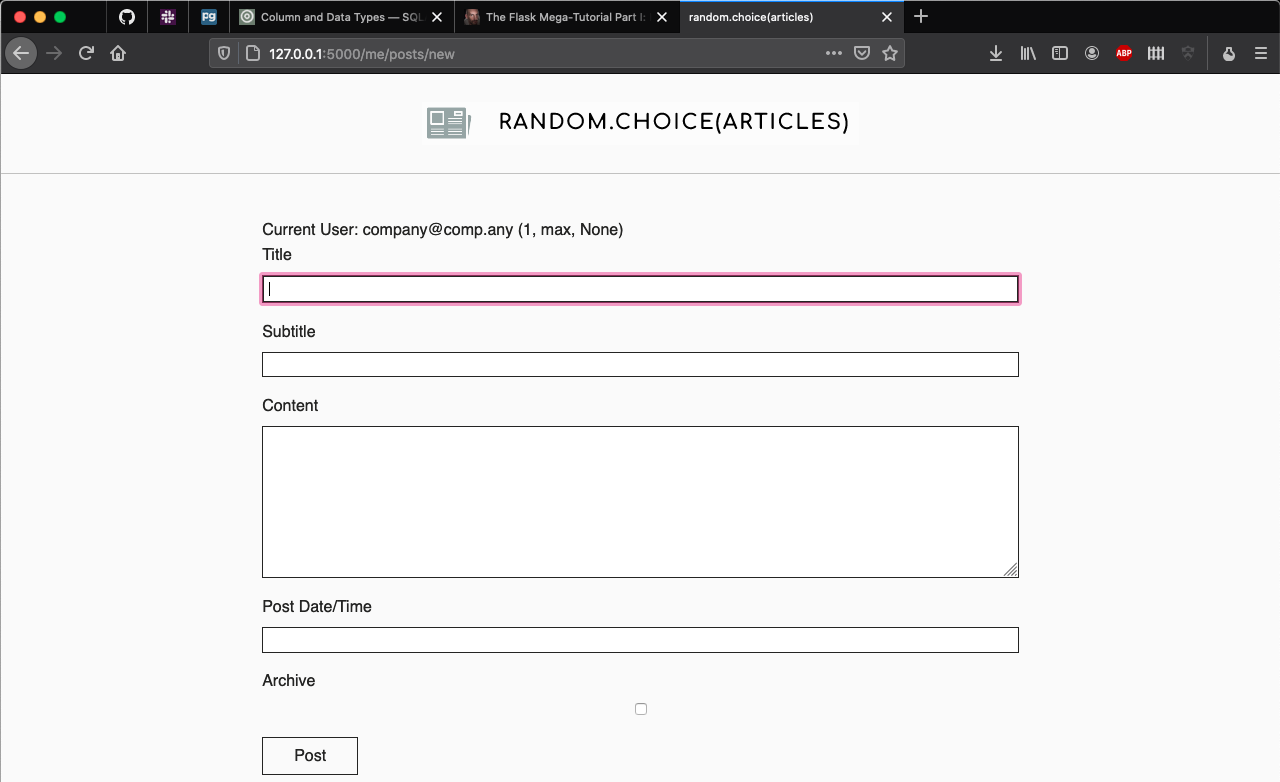 pg
Column and Data Types — SQL
The Flask Mega-Tutorial Part I:
random.choice(articles)
127.0.0.1:5000/me/posts/new
ABP
RANDOM.CHOICE(ARTICLES)
Current User: company@comp.any (1, max, None)
Title
Subtitle
Content
Post Date/Time
Archive
Post